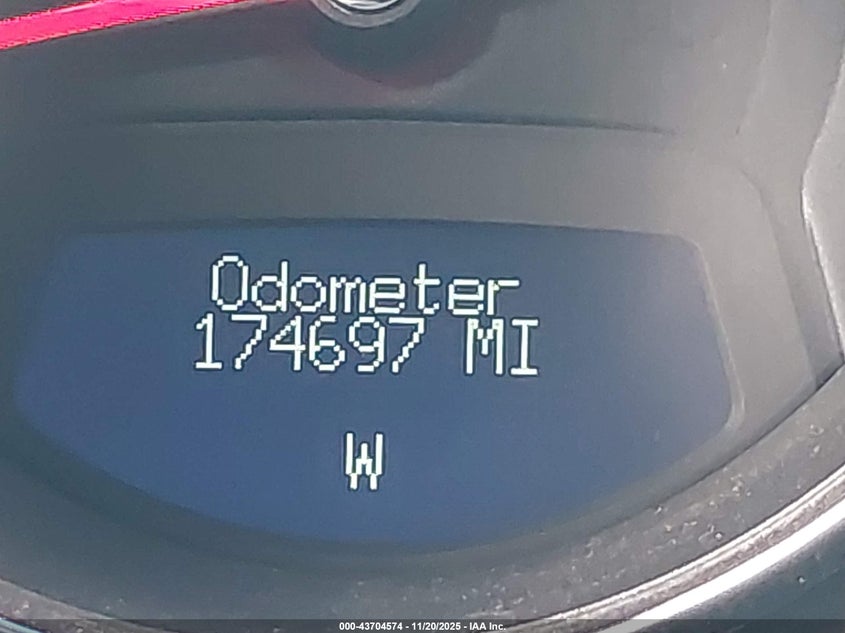 Odometer
174697 MI
W
000-43704574 - 11/20/2025 - IAA Inc.